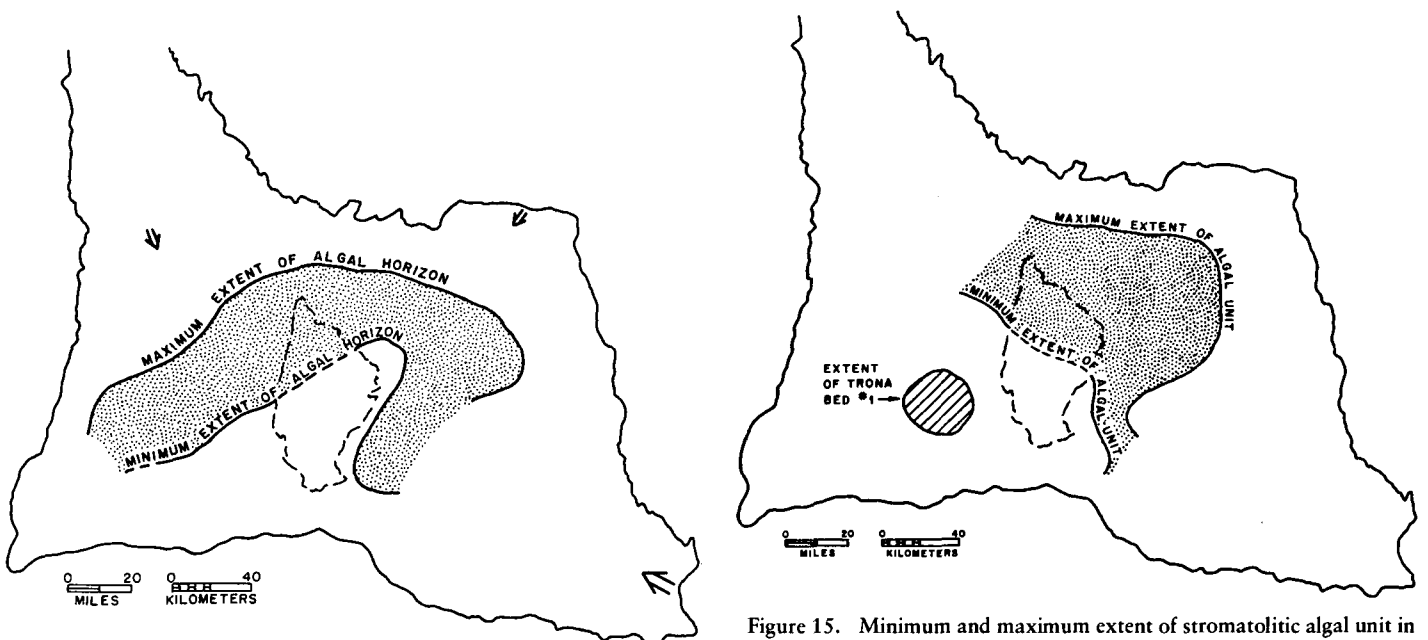 MAXIMUM EXTENT OF ALGAL HORIZON
MINIMUM EXTENT OF ALGAL HORIZON
0 20
MILES
0 40
KILOMETERS
MAXIMUM EXTENT OF ALGAL UNIT
MINIMUM EXTENT OF ALGAL UNIT
EXTENT
OF TRONA
BED #1
0 20
MILES
0 40
KILOMETERS
Figure 15. Minimum and maximum extent of stromatolitic algal unit in